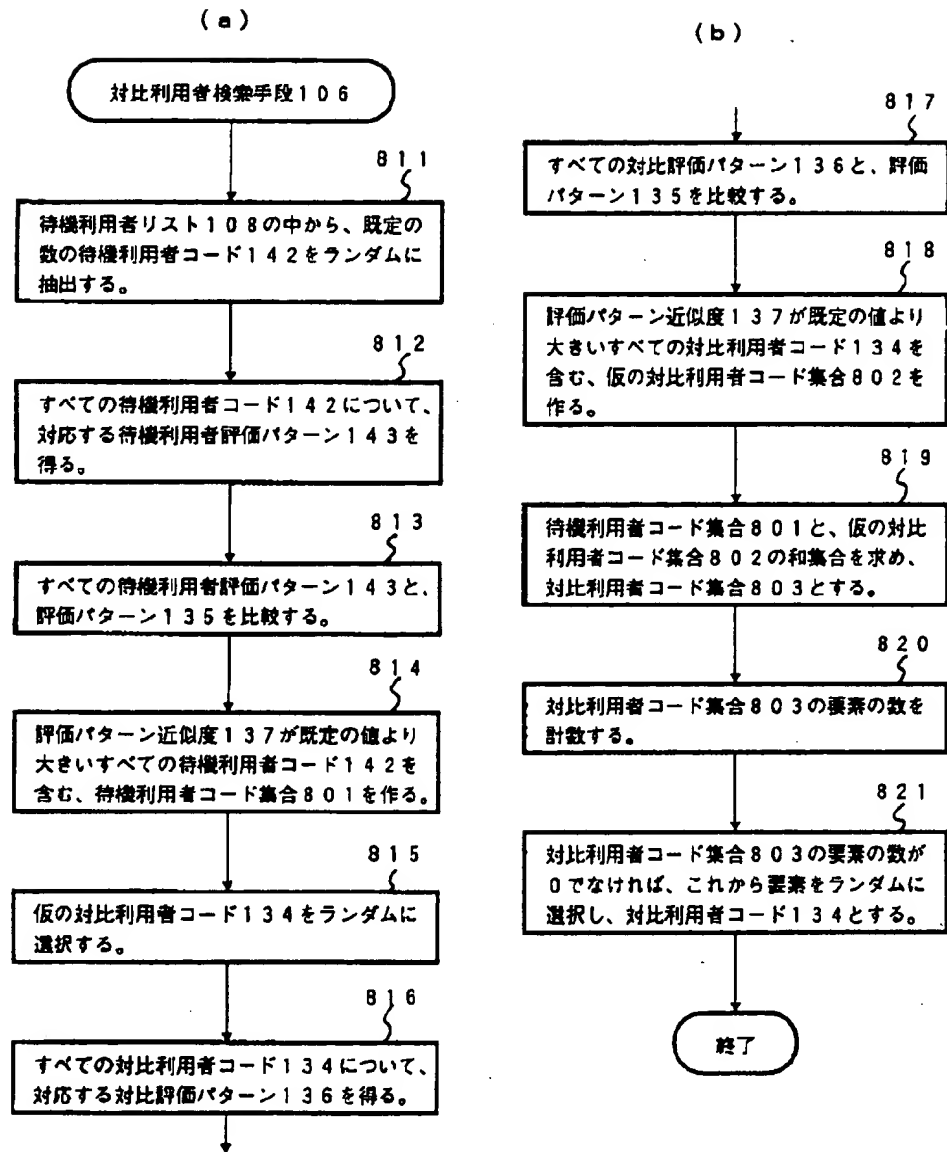 (a)
対比利用者検索手段106
811
待機利用者リスト108の中から、既定の
数の待機利用者コード142をランダムに
抽出する。
812
すべての待機利用者コード142について、
対応する待機利用者評価パターン143を
得る。
813
すべての待機利用者評価パターン143と、
評価パターン135を比較する。
814
評価パターン近似度137が既定の値より
大きいすべての待機利用者コード142を
含む、待機利用者コード集合801を作る。
815
仮の対比利用者コード134をランダムに
選択する。
816
すべての対比利用者コード134について、
対応する対比評価パターン136を得る。
(b)
817
すべての対比評価パターン136と、評価
パターン135を比較する。
818
評価パターン近似度137が既定の値より
大きいすべての対比利用者コード134を
含む、仮の対比利用者コード集合802を
作る。
819
待機利用者コード集合801と、仮の対比
利用者コード集合802の和集合を求め、
対比利用者コード集合803とする。
820
対比利用者コード集合803の要素の数を
計数する。
821
対比利用者コード集合803の要素の数が
0でなければ、これから要素をランダムに
選択し、対比利用者コード134とする。
終了